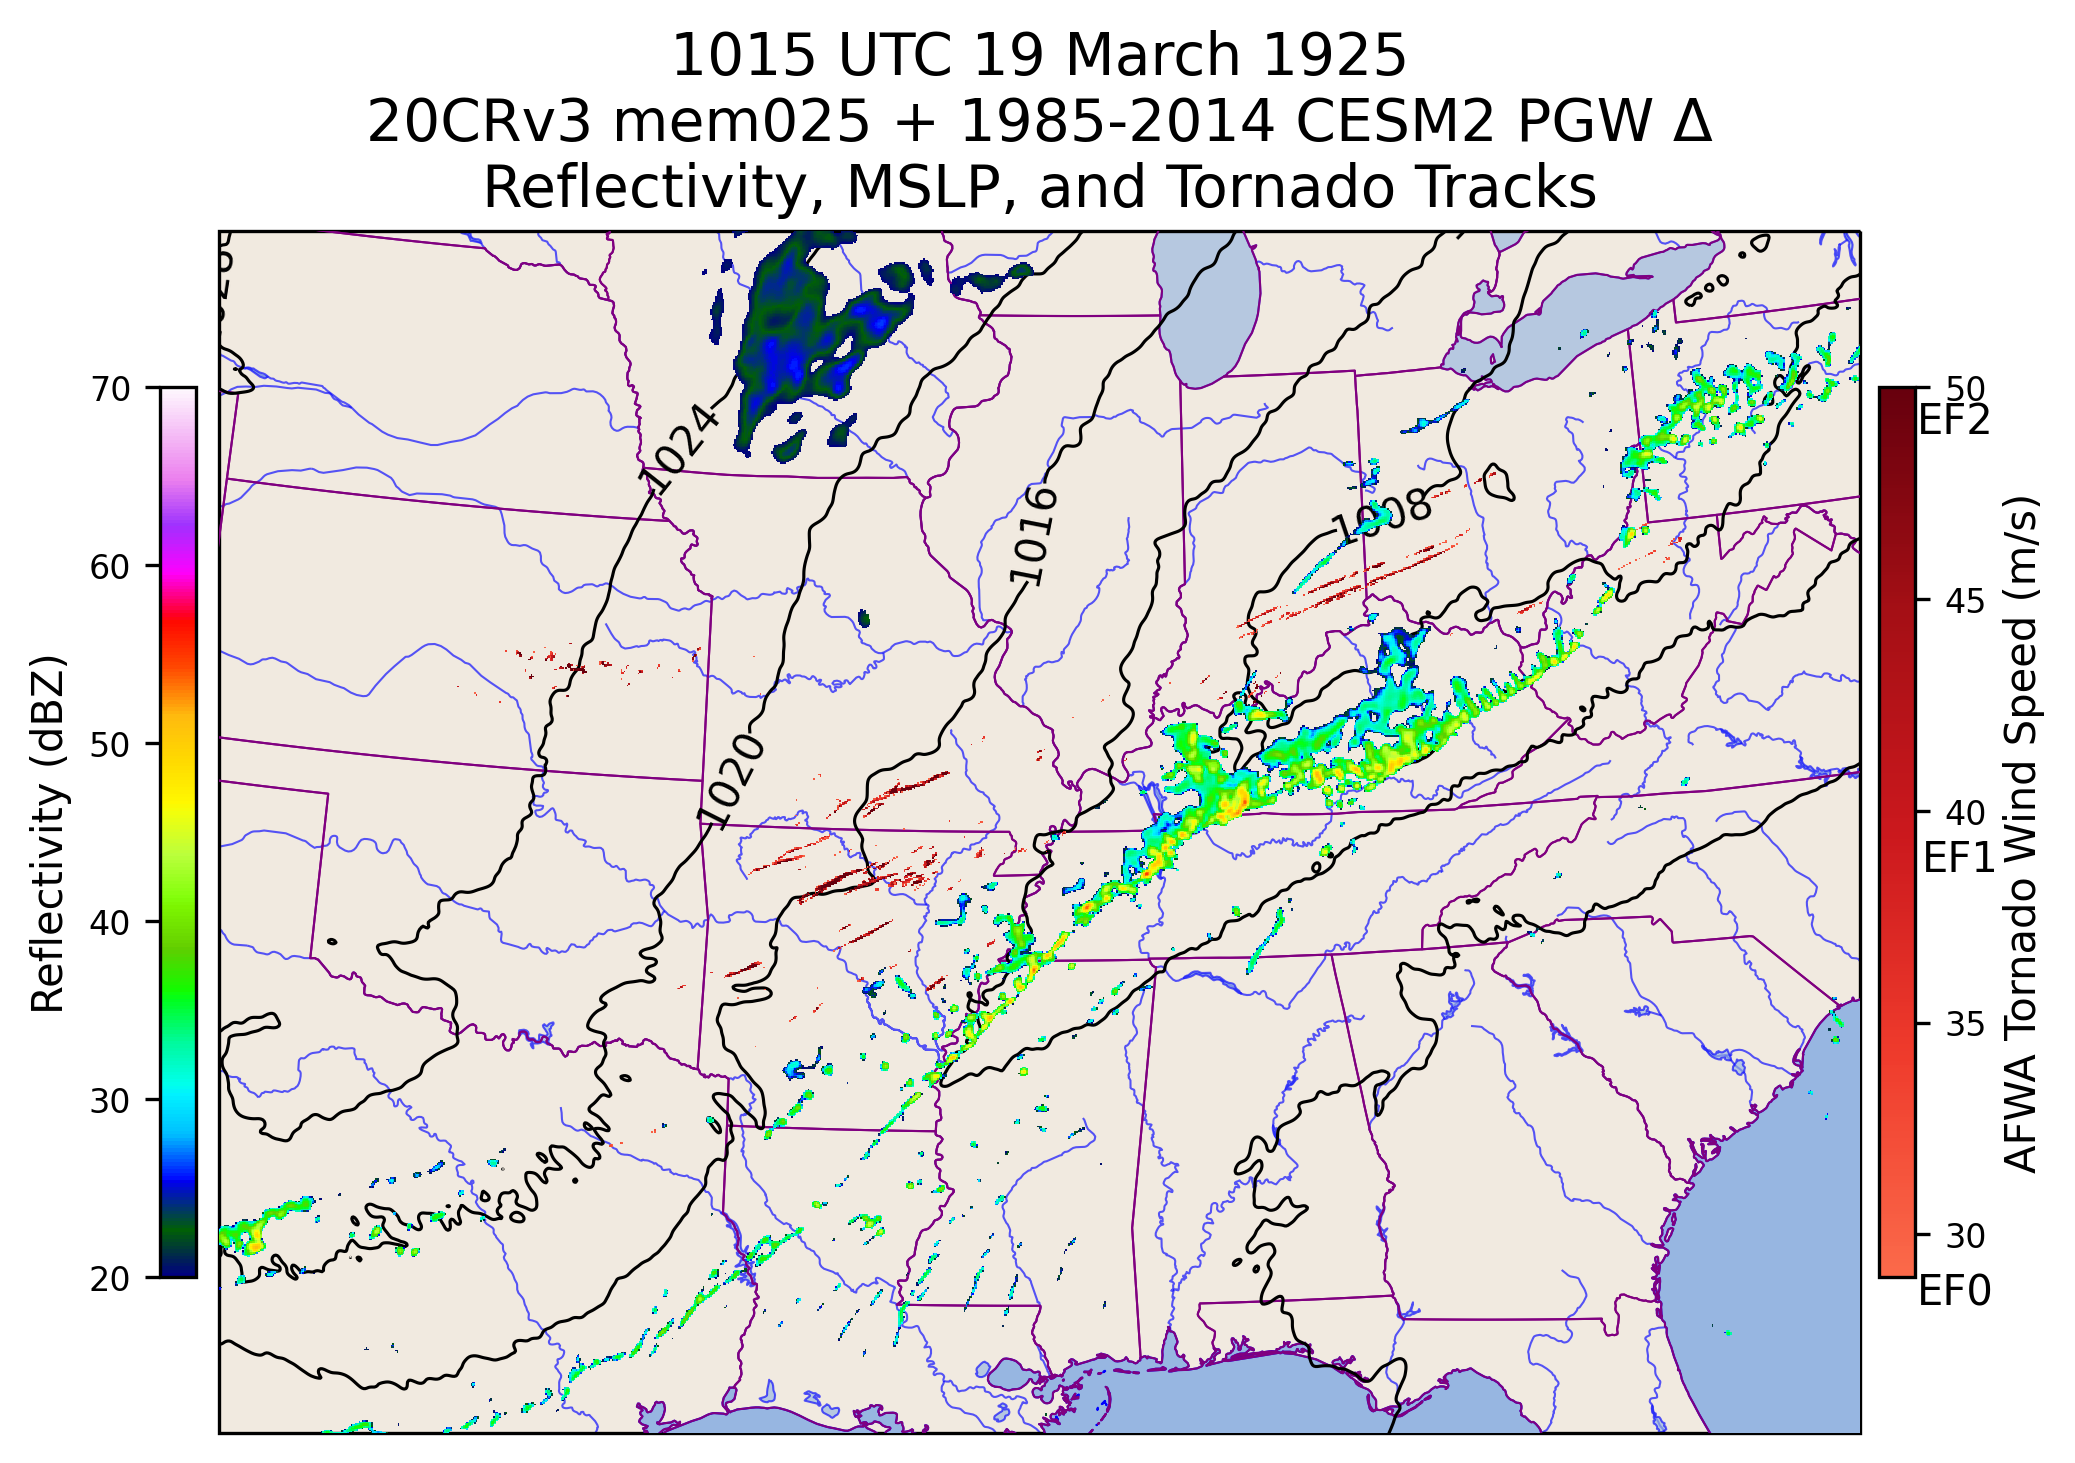 1015 UTC 19 March 1925
20CRv3 mem025 + 1985-2014 CESM2 PGW Δ
Reflectivity, MSLP, and Tornado Tracks
70
60
50
40
30
20
Reflectivity (dBZ)
1024
1020
1016
1008
50
EF2
45
40
EF1
35
30
EF0
AFWA Tornado Wind Speed (m/s)